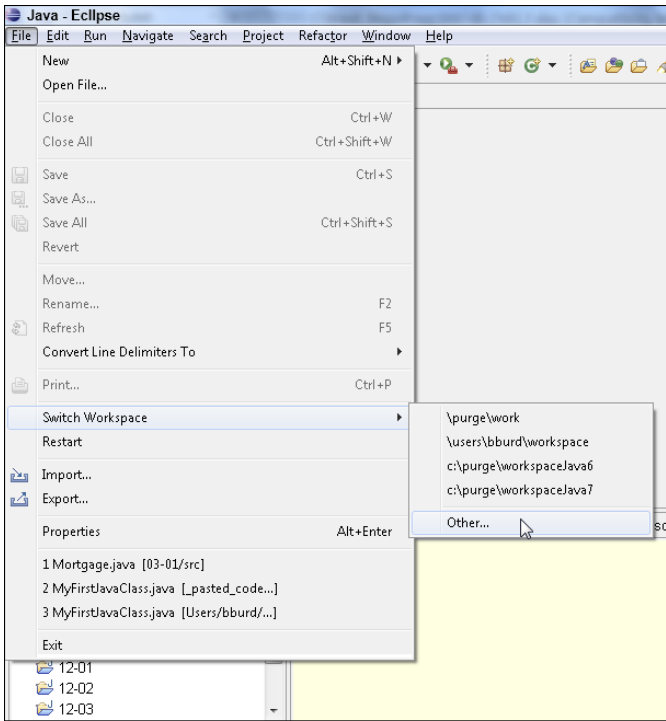 Java - Eclipse
File Edit Run Navigate Search Project Refactor Window Help
New Alt+Shift+N
Open File...
Close Ctrl+W
Close All Ctrl+Shift+W
Save Ctrl+S
Save As...
Save All Ctrl+Shift+S
Revert
Move...
Rename... F2
Refresh F5
Convert Line Delimiters To
Print... Ctrl+P
Switch Workspace
\purge\work
Restart
\users\bburd\workspace
c:\purge\workspaceJava6
Import...
c:\purge\workspaceJava7
Export...
Other...
Properties Alt+Enter
1 Mortgage.java [03-01/src]
2 MyFirstJavaClass.java [_pasted_code...]
3 MyFirstJavaClass.java [Users/bburd/...]
Exit
12-01
12-02
12-03